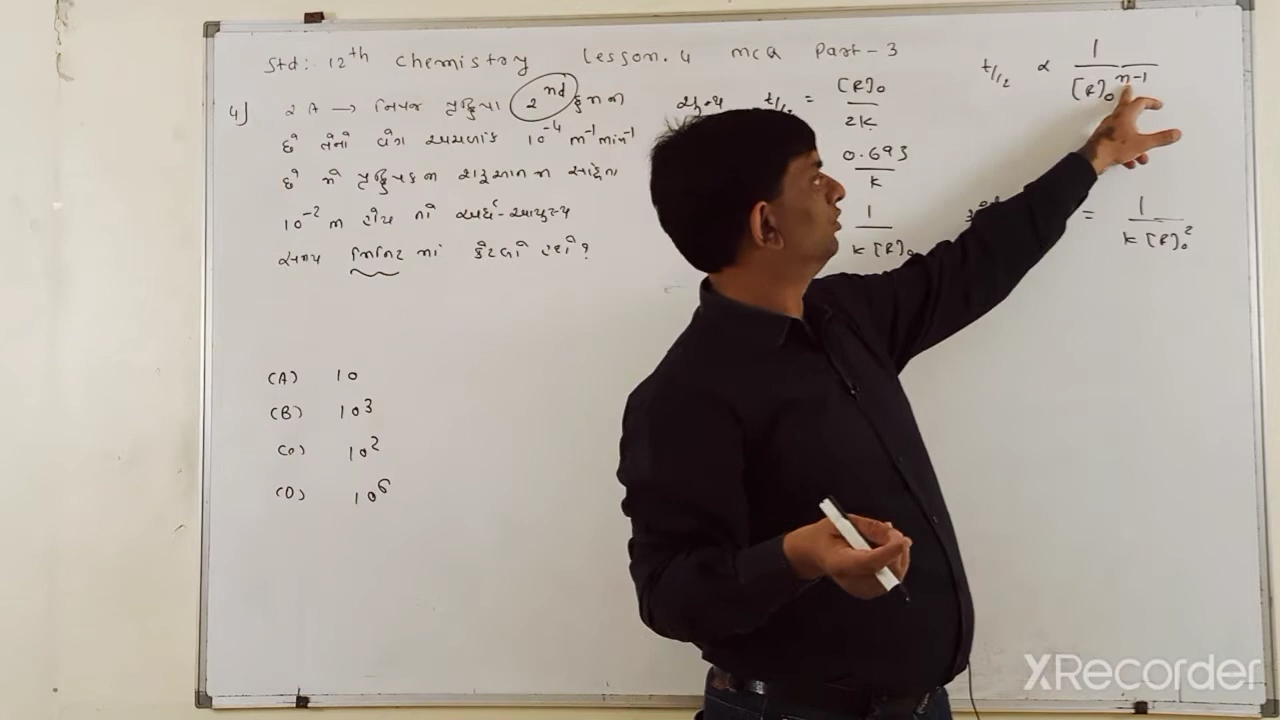 Std: 12th Chemistry Lesson. 4 MCQ Part - 3
4) 2A → નિપજ પ્રક્રિયા 2nd ક્રમની
છે તેનો વેગ અચળાંક 10⁻⁴ M⁻¹ min⁻¹
છે જો પ્રક્રિયકની શરૂઆતની સાંદ્રતા
10⁻² M હોય તો અર્ધ-આયુષ્ય
સમય મિનિટ માં કેટલો હશે?
(A) 10
(B) 10³
(C) 10²
(D) 10⁶
શૂન્ય t1/2 = [R]₀ / 2K
0.693 / K
1 / K [R]₀
t1/2 ∝ 1 / [R]₀ⁿ⁻¹
= 1 / K [R]₀²
XRecorder